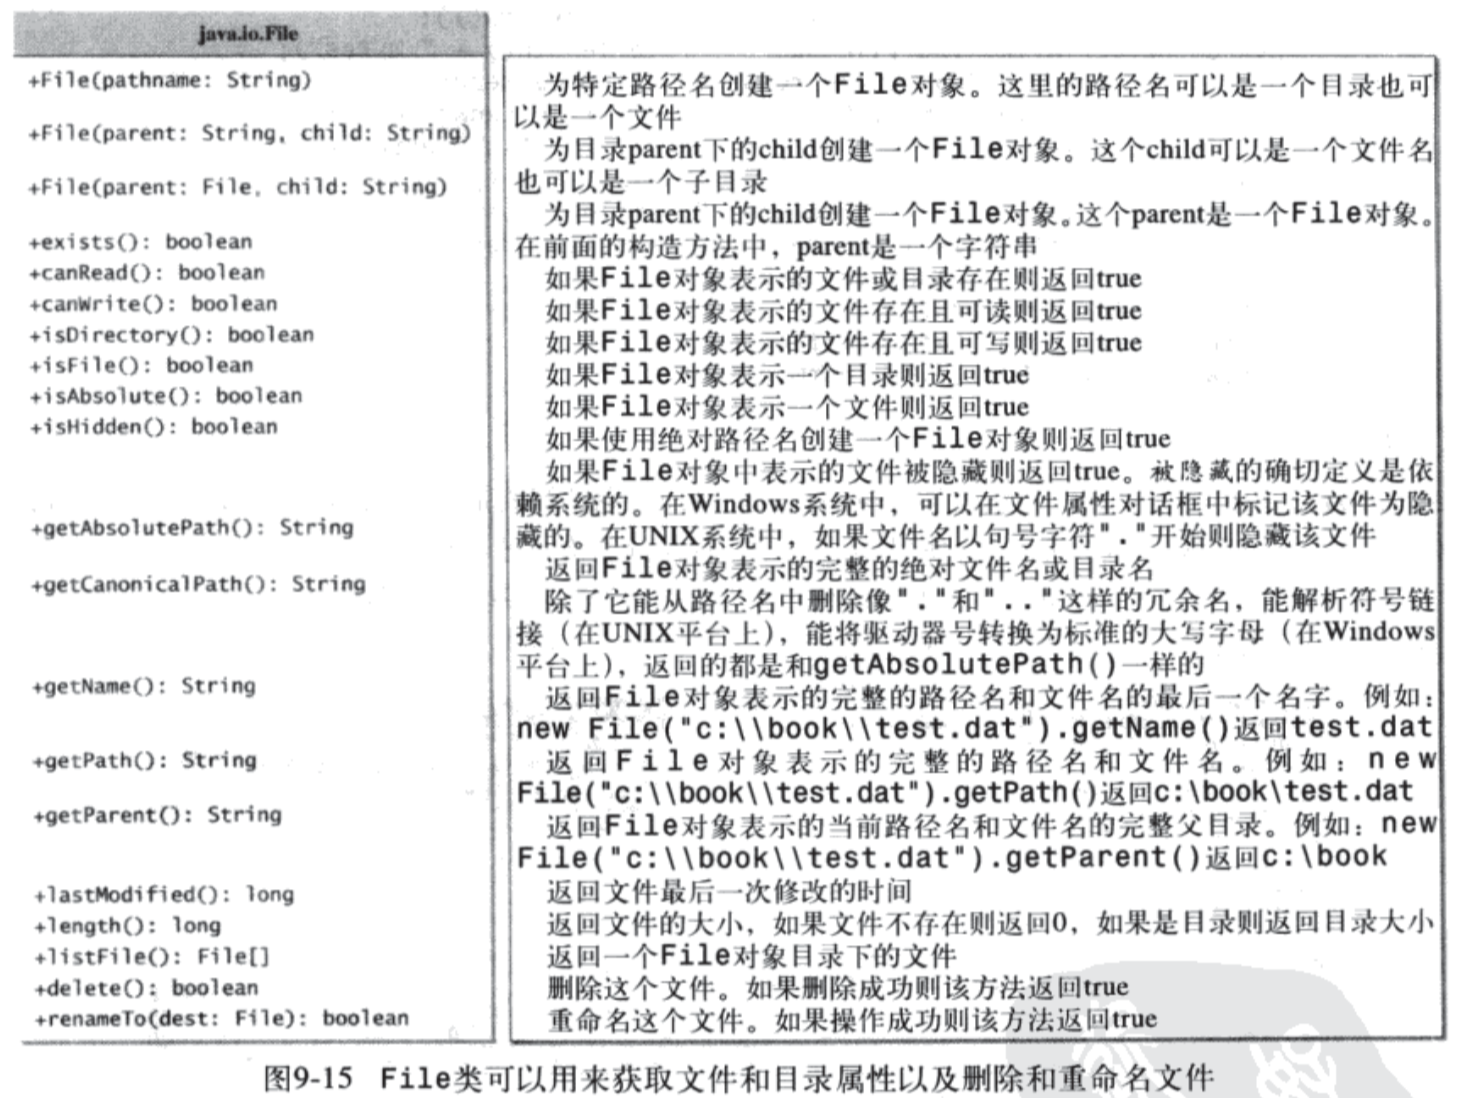 java.io.File
+File(pathname: String)
+File(parent: String, child: String)
+File(parent: File, child: String)
+exists(): boolean
+canRead(): boolean
+canWrite(): boolean
+isDirectory(): boolean
+isFile(): boolean
+isAbsolute(): boolean
+isHidden(): boolean
+getAbsolutePath(): String
+getCanonicalPath(): String
+getName(): String
+getPath(): String
+getParent(): String
+lastModified(): long
+length(): long
+listFile(): File[]
+delete(): boolean
+renameTo(dest: File): boolean
为特定路径名创建一个File对象。这里的路径名可以是一个目录也可
以是一个文件
为目录parent下的child创建一个File对象。这个child可以是一个文件名
也可以是一个子目录
为目录parent下的child创建一个File对象。这个parent是一个File对象。
在前面的构造方法中，parent是一个字符串
如果File对象表示的文件或目录存在则返回true
如果File对象表示的文件存在且可读则返回true
如果File对象表示的文件存在且可写则返回true
如果File对象表示一个目录则返回true
如果File对象表示一个文件则返回true
如果使用绝对路径名创建一个File对象则返回true
如果File对象中表示的文件被隐藏则返回true。被隐藏的确切定义是依
赖系统的。在Windows系统中，可以在文件属性对话框中标记该文件为隐
藏的。在UNIX系统中，如果文件名以句号字符"."开始则隐藏该文件
返回File对象表示的完整的绝对文件名或目录名
除了它能从路径名中删除像"."和".."这样的冗余名，能解析符号链
接（在UNIX平台上），能将驱动器号转换为标准的大写字母（在Windows
平台上），返回的都是和getAbsolutePath()一样的
返回File对象表示的完整的路径名和文件名的最后一个名字。例如：
new File("c:\\book\\test.dat").getName()返回test.dat
返回File对象表示的完整的路径名和文件名。例如：new
File("c:\\book\\test.dat").getPath()返回c:\book\test.dat
返回File对象表示的当前路径名和文件名的完整父目录。例如：new
File("c:\\book\\test.dat").getParent()返回c:\book
返回文件最后一次修改的时间
返回文件的大小，如果文件不存在则返回0，如果是目录则返回目录大小
返回一个File对象目录下的文件
删除这个文件。如果删除成功则该方法返回true
重命名这个文件。如果操作成功则该方法返回true
图9-15 File类可以用来获取文件和目录属性以及删除和重命名文件